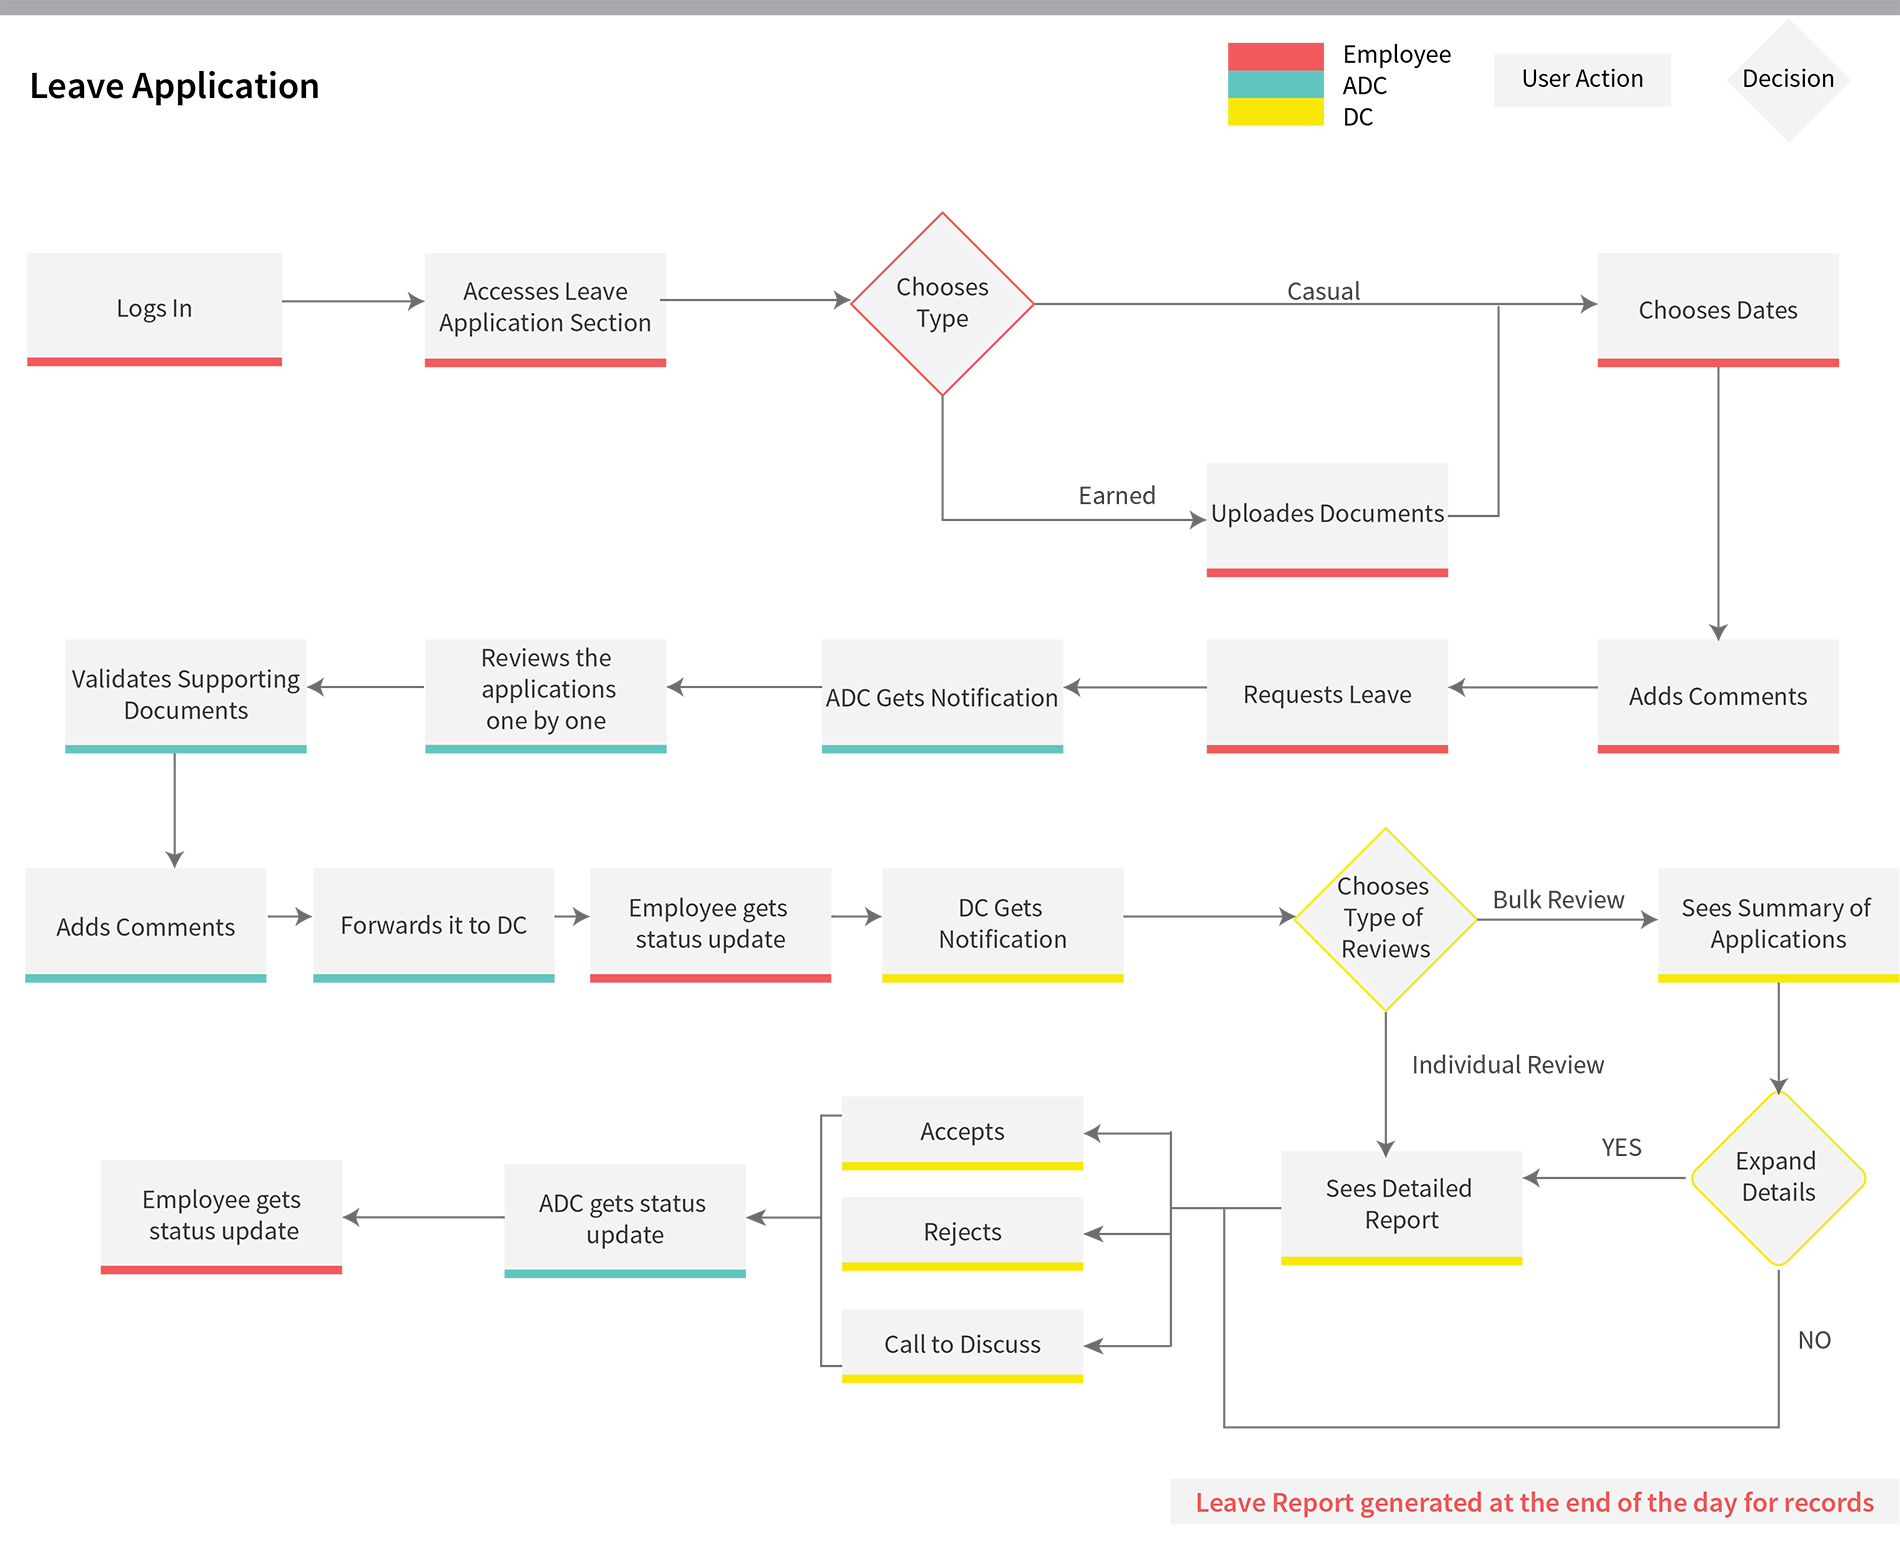 Leave Application
Employee
ADC
DC
User Action
Decision
Logs In
Accesses Leave
Application Section
Chooses
Type
Casual
Chooses Dates
Earned
Uploades Documents
Validates Supporting
Documents
Reviews the
applications
one by one
ADC Gets Notification
Requests Leave
Adds Comments
Adds Comments
Forwards it to DC
Employee gets
status update
DC Gets
Notification
Chooses
Type of
Reviews
Bulk Review
Sees Summary of
Applications
Individual Review
Employee gets
status update
ADC gets status
update
Accepts
Rejects
Call to Discuss
Sees Detailed
Report
YES
Expand
Details
NO
Leave Report generated at the end of the day for records